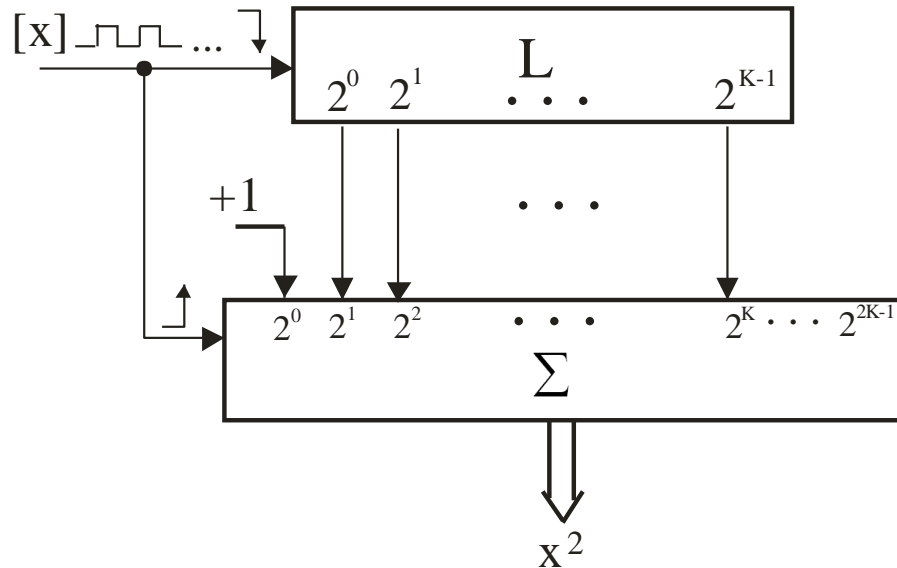 [x] ... L
2⁰ 2¹ • • • 2ᴷ⁻¹
+1 • • •
2⁰ 2¹ 2² • • • 2ᴷ • • • 2²ᴷ⁻¹
Σ
x²